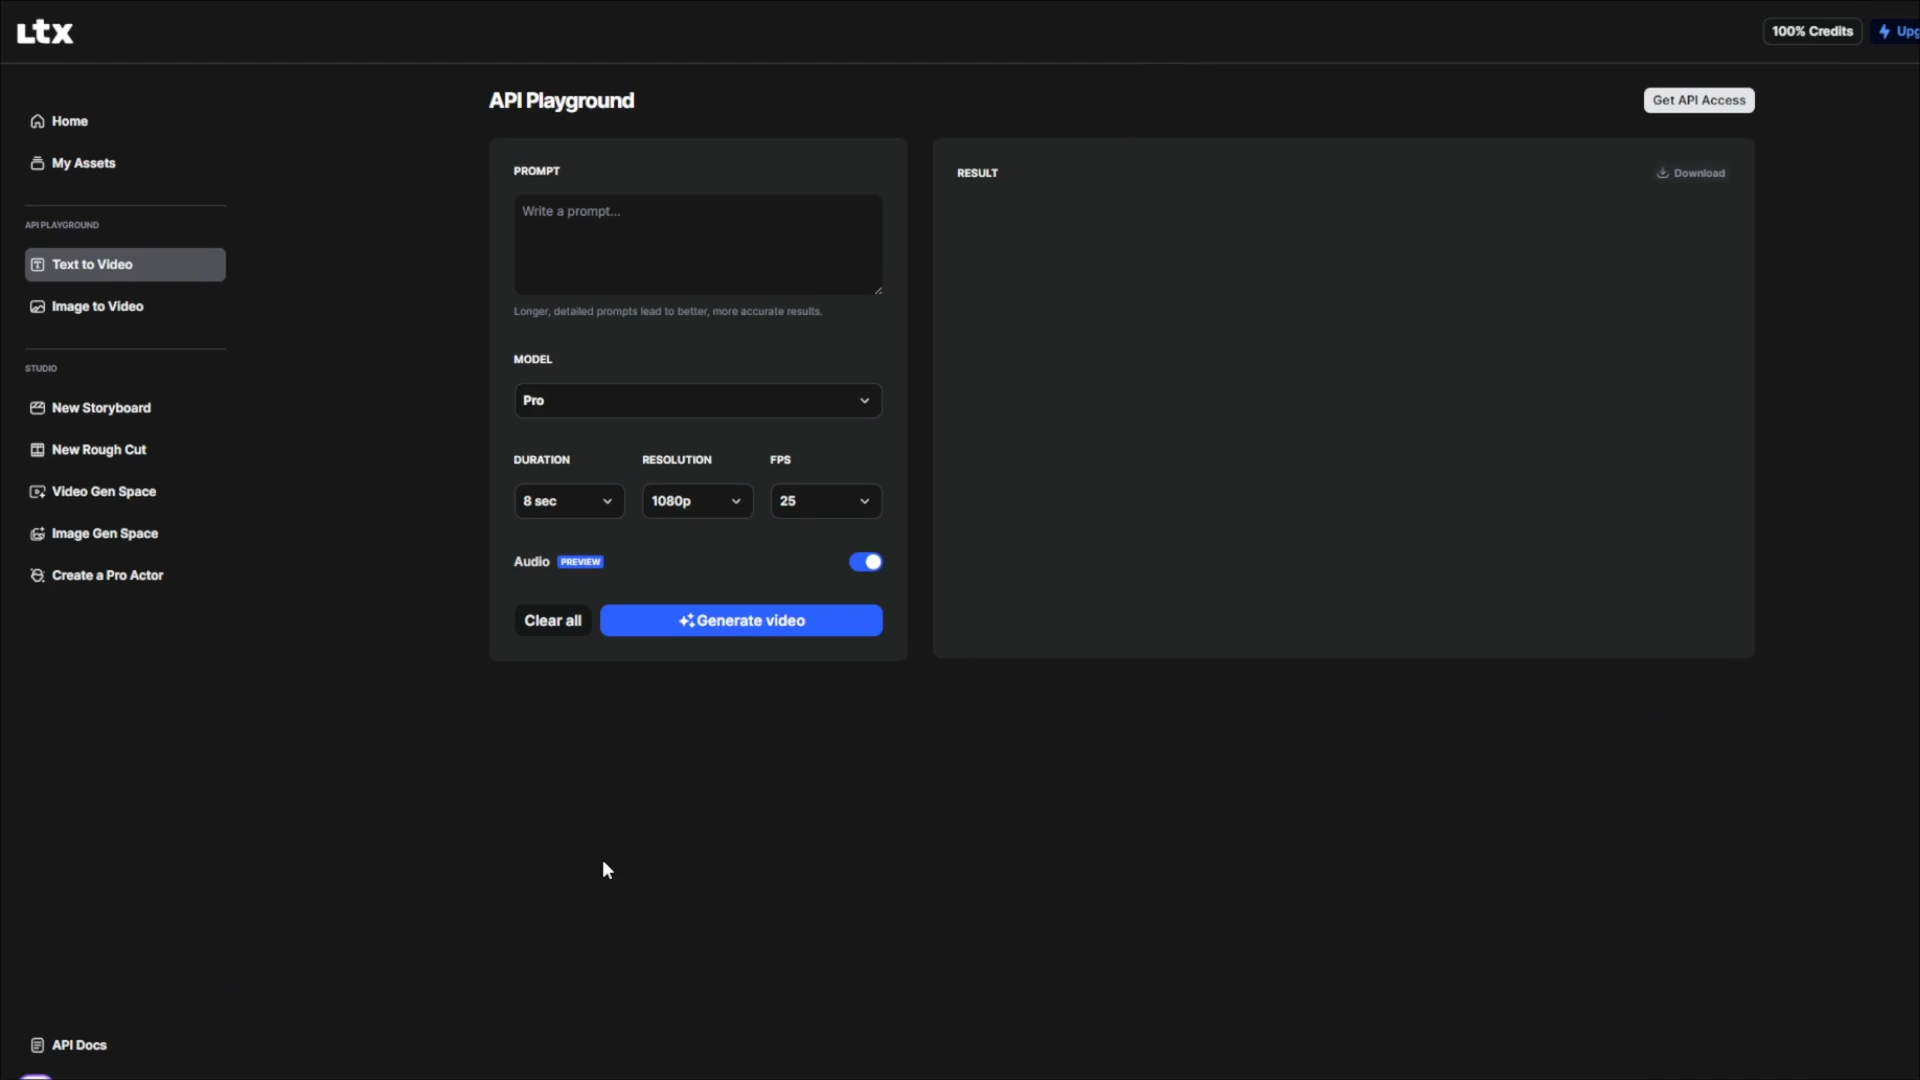 Ltx
100% Credits
Home
My Assets
API PLAYGROUND
Text to Video
Image to Video
STUDIO
New Storyboard
New Rough Cut
Video Gen Space
Image Gen Space
Create a Pro Actor
API Docs
API Playground
Get API Access
PROMPT
Write a prompt...
Longer, detailed prompts lead to better, more accurate results.
MODEL
Pro
DURATION RESOLUTION FPS
8 sec 1080p 25
Audio PREVIEW
Clear all Generate video
RESULT
Download